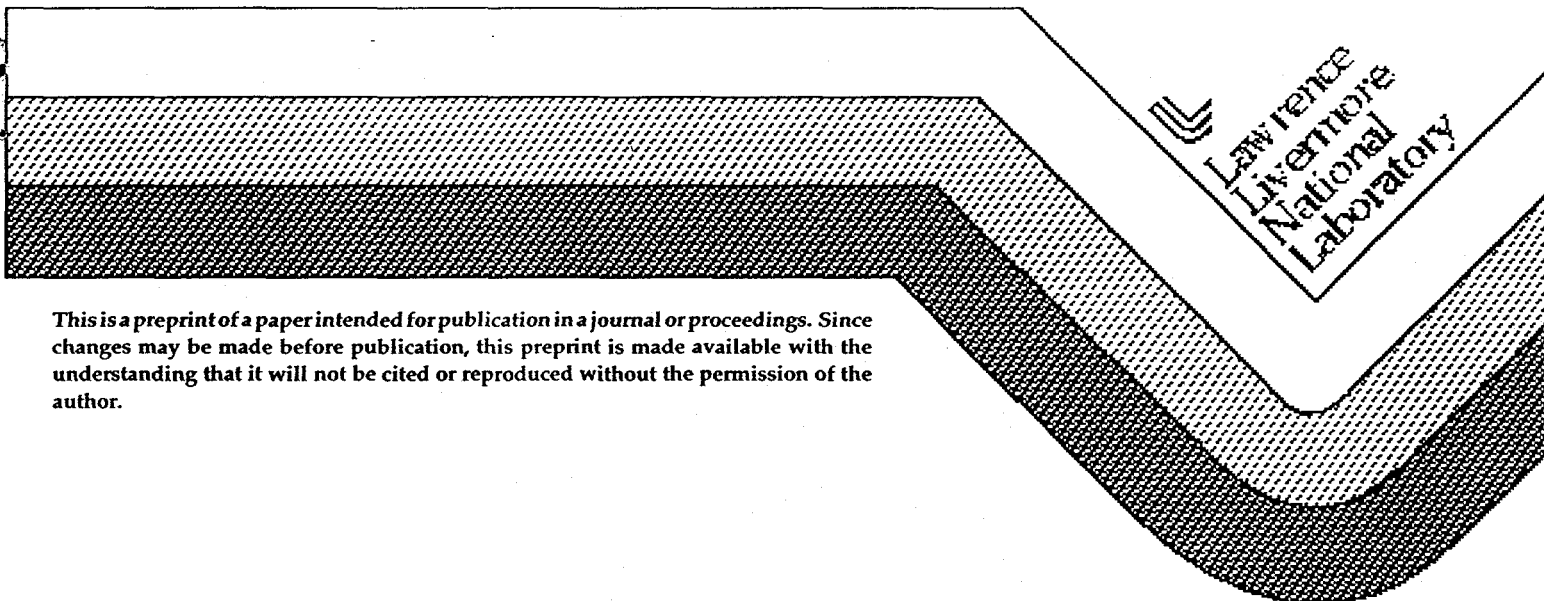 Lawrence
Livermore
National
Laboratory
This is a preprint of a paper intended for publication in a journal or proceedings. Since
changes may be made before publication, this preprint is made available with the
understanding that it will not be cited or reproduced without the permission of the
author.